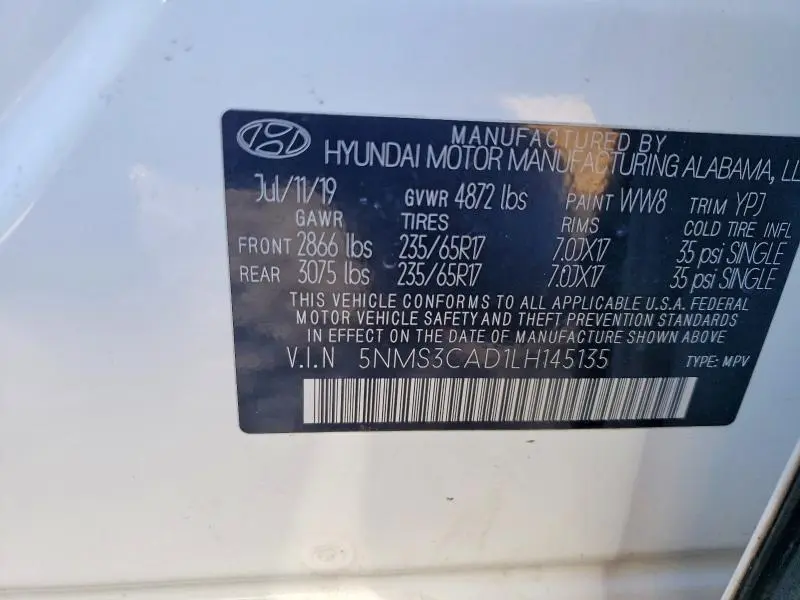 MANUFACTURED BY
HYUNDAI MOTOR MANUFACTURING ALABAMA,
Jul/11/19 GVWR 4872 lbs PAINT WW8 TRIM YPJ
GAWR TIRES RIMS COLD TIRE INFL
FRONT 2866 lbs 235/65R17 7.0JX17 35 psi SINGLE
REAR 3075 lbs 235/65R17 7.0JX17 35 psi SINGLE
THIS VEHICLE CONFORMS TO ALL APPLICABLE U.S.A. FEDERAL
MOTOR VEHICLE SAFETY AND THEFT PREVENTION STANDARDS
IN EFFECT ON THE DATE OF MANUFACTURE SHOWN ABOVE
V.I.N 5NMS3CAD1LH145135 TYPE: MPV